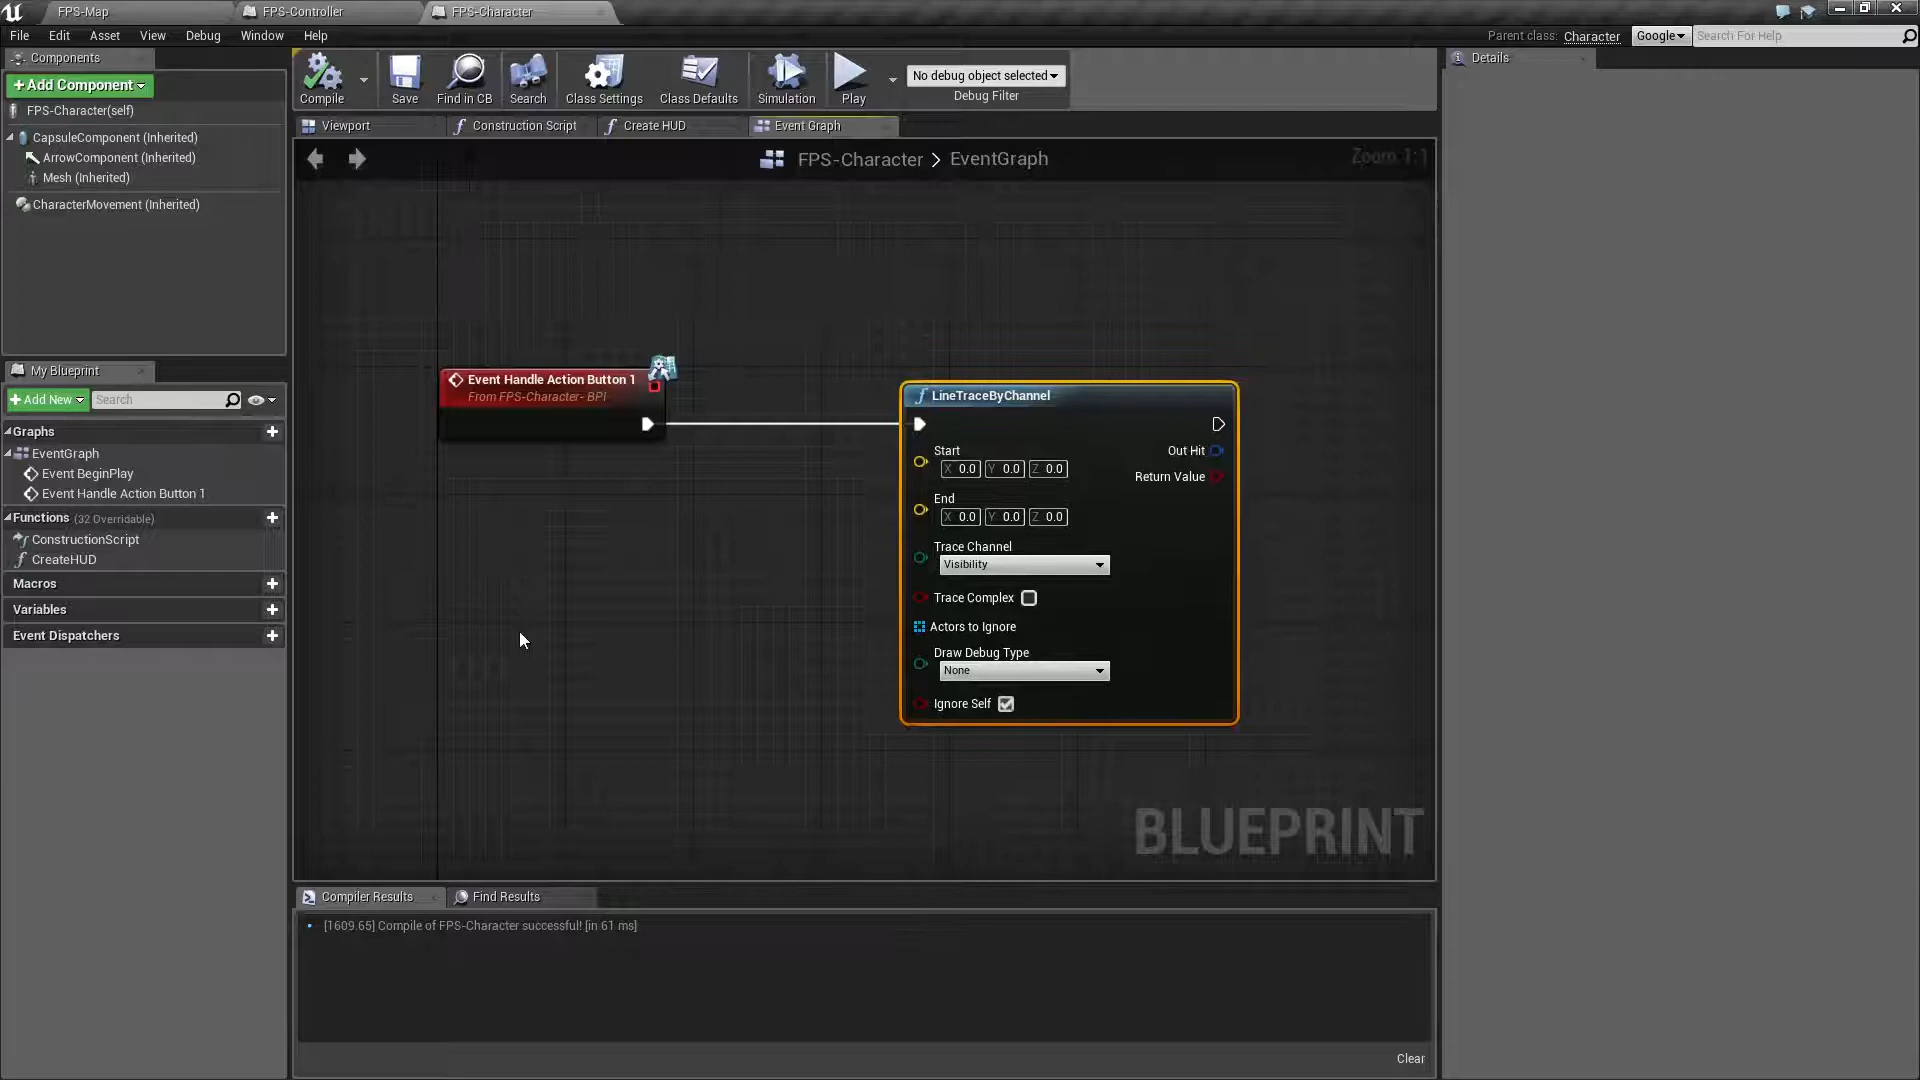 FPS-Map
FPS-Controller
FPS-Character
File Edit Asset View Debug Window Help
Parent class: Character Google Search For Help
Components
+Add Component
FPS-Character(self)
CapsuleComponent (Inherited)
ArrowComponent (Inherited)
Mesh (Inherited)
CharacterMovement (Inherited)
My Blueprint
+Add New Search
Graphs
EventGraph
Event BeginPlay
Event Handle Action Button 1
Functions (32 Overridable)
ConstructionScript
CreateHUD
Macros
Variables
Event Dispatchers
Compile Save Find in CB Search Class Settings Class Defaults Simulation Play
No debug object selected
Debug Filter
Viewport Construction Script Create HUD Event Graph
FPS-Character > EventGraph
Zoom 1:1
Event Handle Action Button 1
From FPS-Character- BPI
LineTraceByChannel
Start
X 0.0 Y 0.0 Z 0.0
Out Hit
Return Value
End
X 0.0 Y 0.0 Z 0.0
Trace Channel
Visibility
Trace Complex
Actors to Ignore
Draw Debug Type
None
Ignore Self
BLUEPRINT
Compiler Results Find Results
[1609.65] Compile of FPS-Character successful! [in 61 ms]
Clear
Details